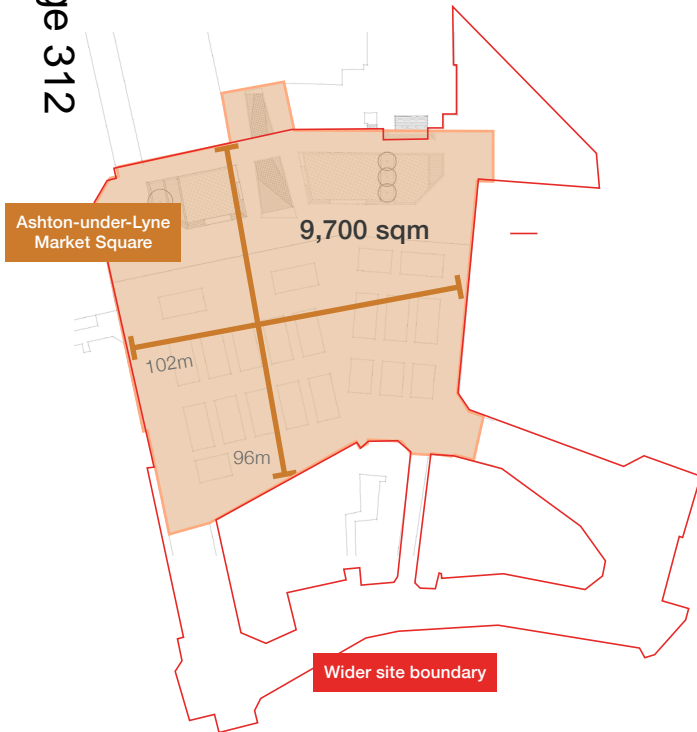 ge 312
Ashton-under-Lyne
Market Square
9,700 sqm
102m
96m
Wider site boundary